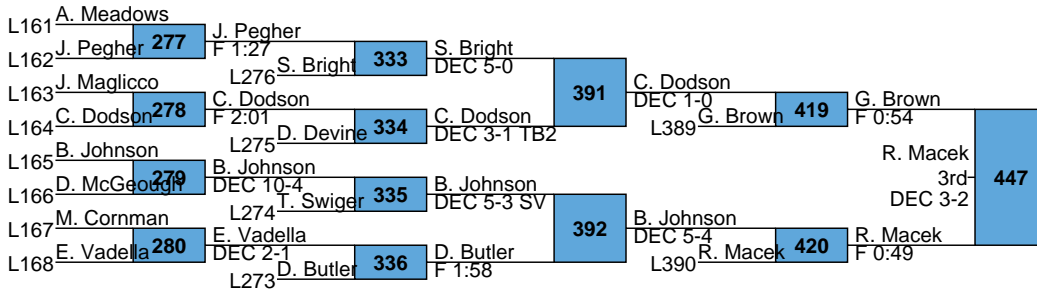 L161 A. Meadows
277
J. Pegher
F 1:27
L162 J. Pegher
L276 S. Bright
333
S. Bright
DEC 5-0
L163 J. Maglicco
278
C. Dodson
F 2:01
L164 C. Dodson
L275 D. Devine
334
C. Dodson
DEC 3-1 TB2
391
C. Dodson
DEC 1-0
L389 G. Brown
419
G. Brown
F 0:54
L165 B. Johnson
279
B. Johnson
DEC 10-4
L166 D. McGeough
L274 T. Swiger
335
B. Johnson
DEC 5-3 SV
L167 M. Cornman
280
E. Vadella
DEC 2-1
L168 E. Vadella
L273 D. Butler
336
D. Butler
F 1:58
392
B. Johnson
DEC 5-4
L390 R. Macek
420
R. Macek
F 0:49
R. Macek
3rd
DEC 3-2
447